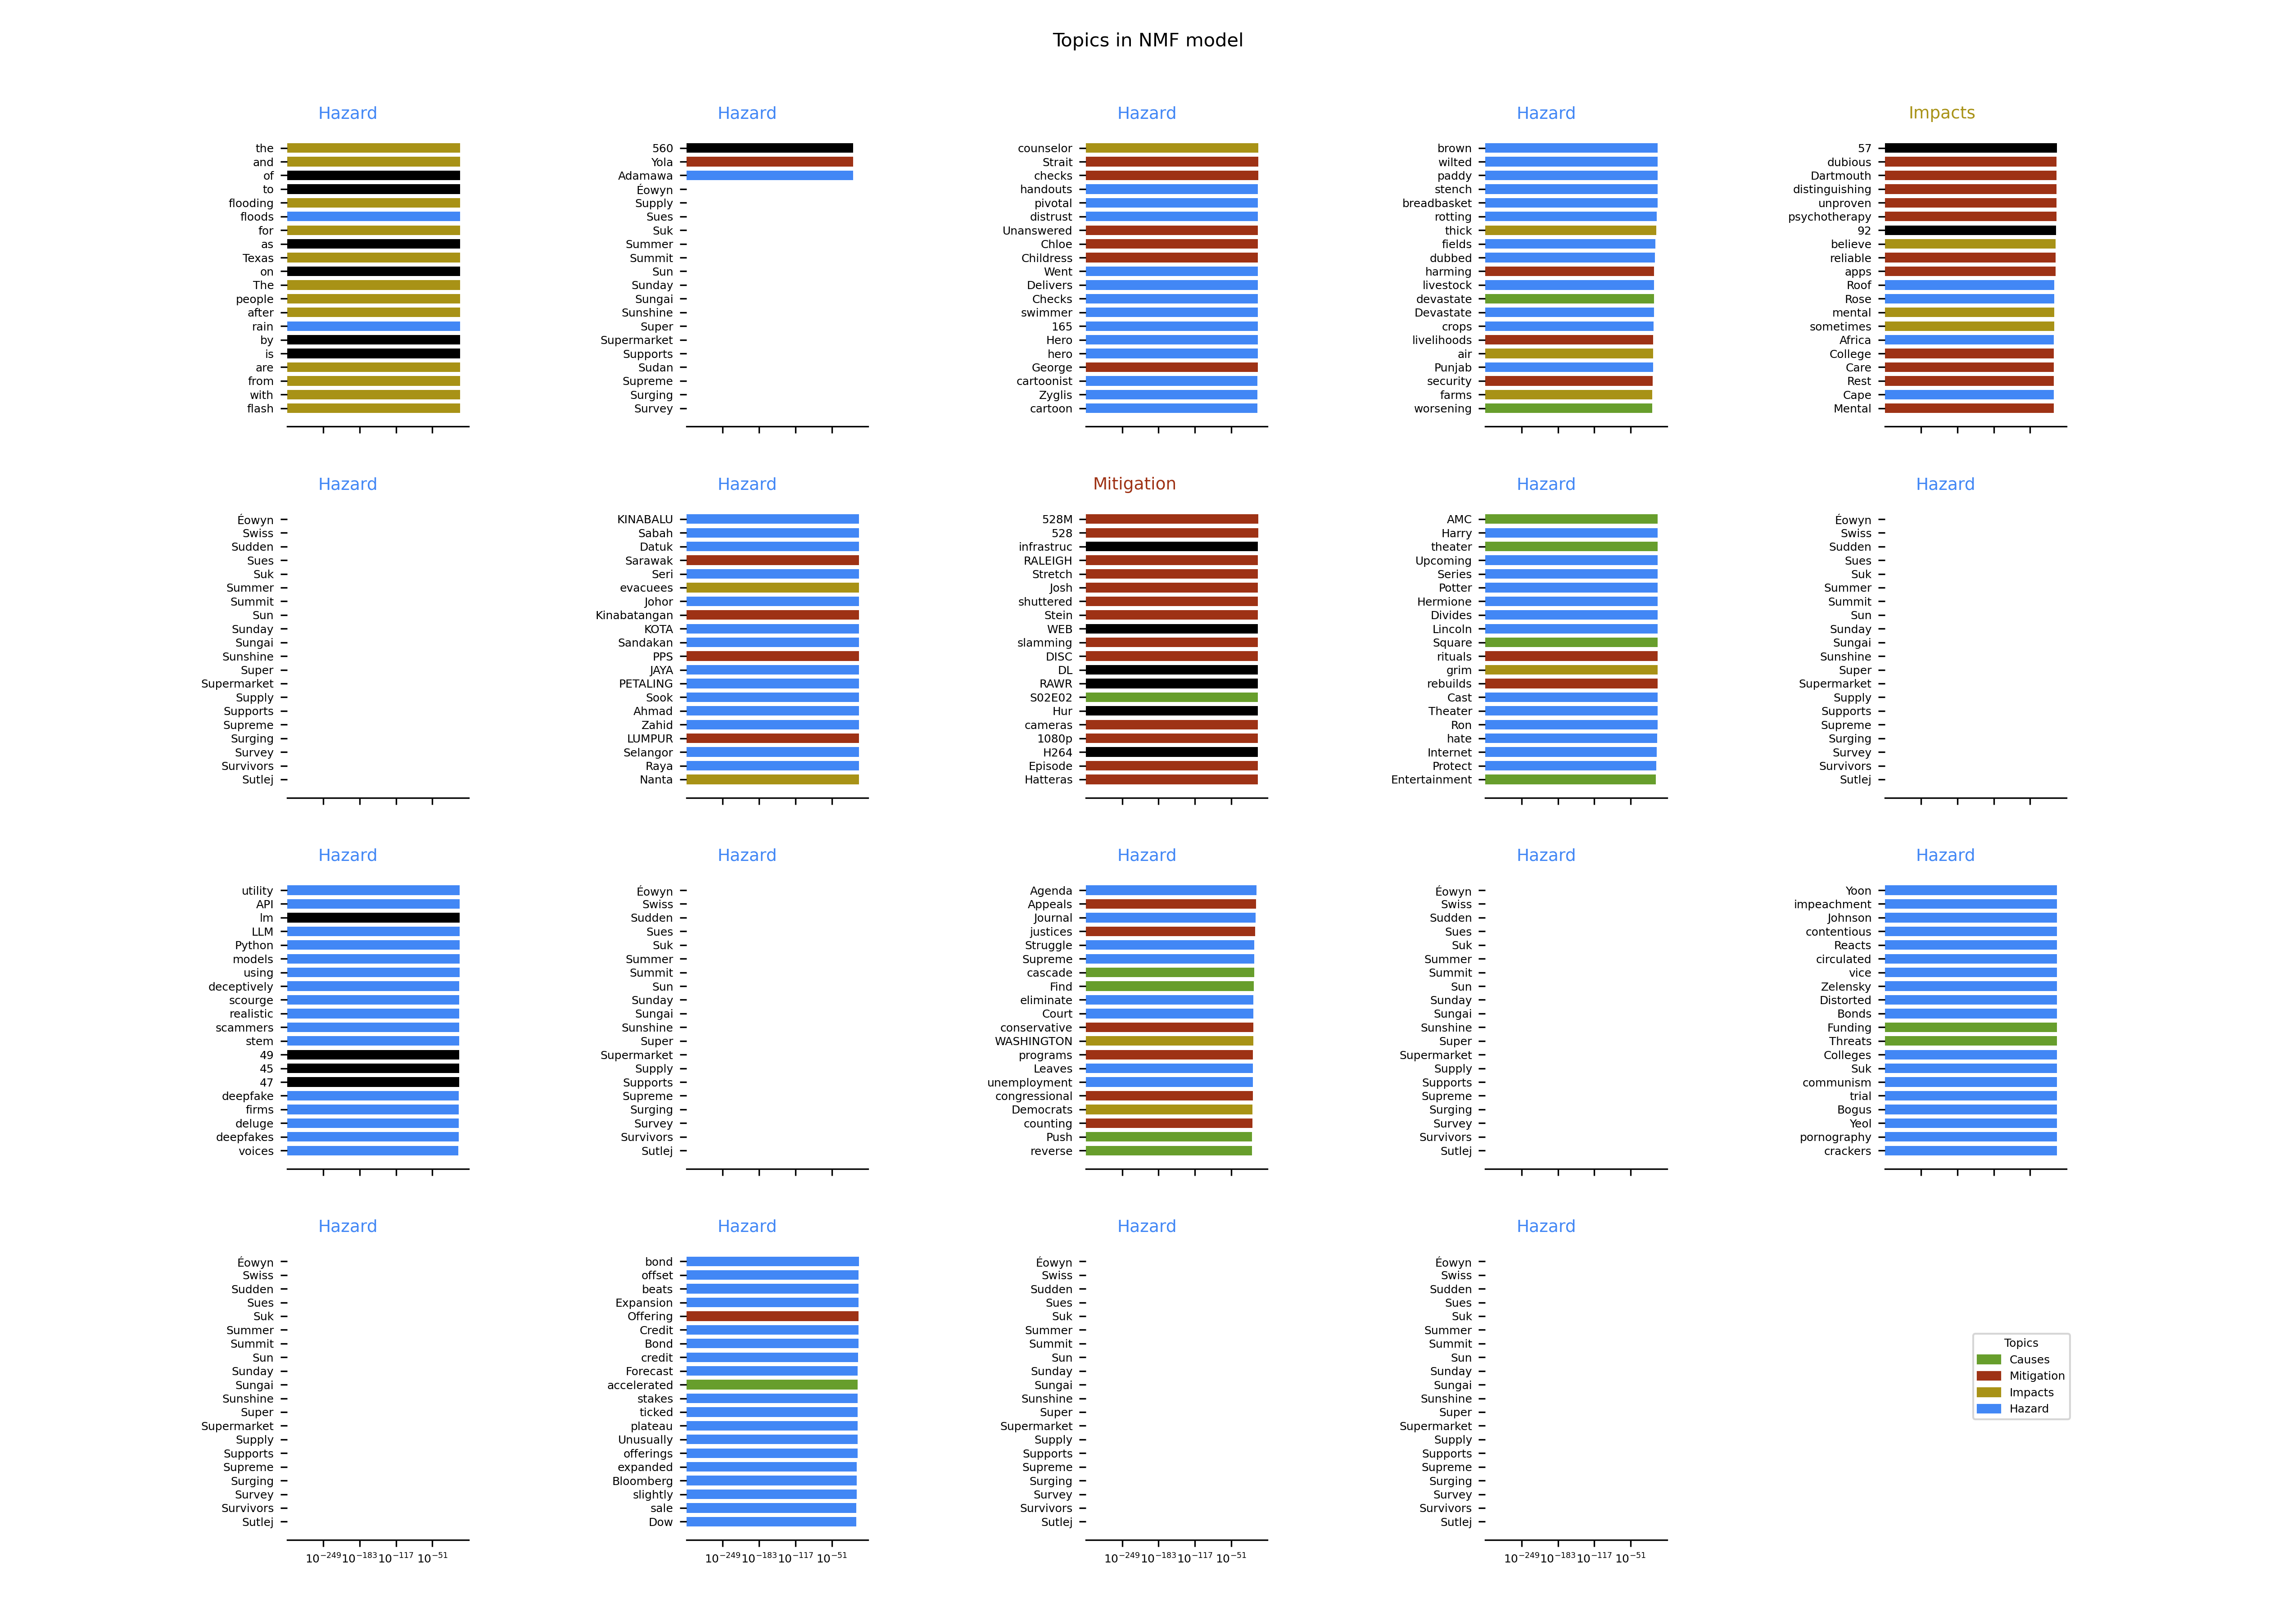 Topics in NMF model
Hazard
the
and
of
to
flooding
floods
for
as
Texas
on
The
people
after
rain
by
is
are
from
with
flash
Hazard
560
Yola
Adamawa
Éowyn
Supply
Sues
Suk
Summer
Summit
Sun
Sunday
Sungai
Sunshine
Super
Supermarket
Supports
Sudan
Supreme
Surging
Survey
Hazard
counselor
Strait
checks
handouts
pivotal
distrust
Unanswered
Chloe
Childress
Went
Delivers
Checks
swimmer
165
Hero
hero
George
cartoonist
Zyglis
cartoon
Hazard
brown
wilted
paddy
stench
breadbasket
rotting
thick
fields
dubbed
harming
livestock
devastate
Devastate
crops
livelihoods
air
Punjab
security
farms
worsening
Impacts
57
dubious
Dartmouth
distinguishing
unproven
psychotherapy
92
believe
reliable
apps
Roof
Rose
mental
sometimes
Africa
College
Care
Rest
Cape
Mental
Hazard
Éowyn
Swiss
Sudden
Sues
Suk
Summer
Summit
Sun
Sunday
Sungai
Sunshine
Super
Supermarket
Supply
Supports
Supreme
Surging
Survey
Survivors
Sutlej
Hazard
KINABALU
Sabah
Datuk
Sarawak
Seri
evacuees
Johor
Kinabatangan
KOTA
Sandakan
PPS
JAYA
PETALING
Sook
Ahmad
Zahid
LUMPUR
Selangor
Raya
Nanta
Mitigation
528M
528
infrastruc
RALEIGH
Stretch
Josh
shuttered
Stein
WEB
slamming
DISC
DL
RAWR
S02E02
Hur
cameras
1080p
H264
Episode
Hatteras
Hazard
AMC
Harry
theater
Upcoming
Series
Potter
Hermione
Divides
Lincoln
Square
rituals
grim
rebuilds
Cast
Theater
Ron
hate
Internet
Protect
Entertainment
Hazard
Éowyn
Swiss
Sudden
Sues
Suk
Summer
Summit
Sun
Sunday
Sungai
Sunshine
Super
Supermarket
Supply
Supports
Supreme
Surging
Survey
Survivors
Sutlej
Hazard
utility
API
lm
LLM
Python
models
using
deceptively
scourge
realistic
scammers
stem
49
45
47
deepfake
firms
deluge
deepfakes
voices
Hazard
Éowyn
Swiss
Sudden
Sues
Suk
Summer
Summit
Sun
Sunday
Sungai
Sunshine
Super
Supermarket
Supply
Supports
Supreme
Surging
Survey
Survivors
Sutlej
Hazard
Agenda
Appeals
Journal
justices
Struggle
Supreme
cascade
Find
eliminate
Court
conservative
WASHINGTON
programs
Leaves
unemployment
congressional
Democrats
counting
Push
reverse
Hazard
Éowyn
Swiss
Sudden
Sues
Suk
Summer
Summit
Sun
Sunday
Sungai
Sunshine
Super
Supermarket
Supply
Supports
Supreme
Surging
Survey
Survivors
Sutlej
Hazard
Yoon
impeachment
Johnson
contentious
Reacts
circulated
vice
Zelensky
Distorted
Bonds
Funding
Threats
Colleges
Suk
communism
trial
Bogus
Yeol
pornography
crackers
Hazard
Éowyn
Swiss
Sudden
Sues
Suk
Summer
Summit
Sun
Sunday
Sungai
Sunshine
Super
Supermarket
Supply
Supports
Supreme
Surging
Survey
Survivors
Sutlej
10⁻²⁴⁹ 10⁻¹⁸³ 10⁻¹¹⁷ 10⁻⁵¹
Hazard
bond
offset
beats
Expansion
Offering
Credit
Bond
credit
Forecast
accelerated
stakes
ticked
plateau
Unusually
offerings
expanded
Bloomberg
slightly
sale
Dow
10⁻²⁴⁹ 10⁻¹⁸³ 10⁻¹¹⁷ 10⁻⁵¹
Hazard
Éowyn
Swiss
Sudden
Sues
Suk
Summer
Summit
Sun
Sunday
Sungai
Sunshine
Super
Supermarket
Supply
Supports
Supreme
Surging
Survey
Survivors
Sutlej
10⁻²⁴⁹ 10⁻¹⁸³ 10⁻¹¹⁷ 10⁻⁵¹
Hazard
Éowyn
Swiss
Sudden
Sues
Suk
Summer
Summit
Sun
Sunday
Sungai
Sunshine
Super
Supermarket
Supply
Supports
Supreme
Surging
Survey
Survivors
Sutlej
10⁻²⁴⁹ 10⁻¹⁸³ 10⁻¹¹⁷ 10⁻⁵¹
Topics
Causes
Mitigation
Impacts
Hazard